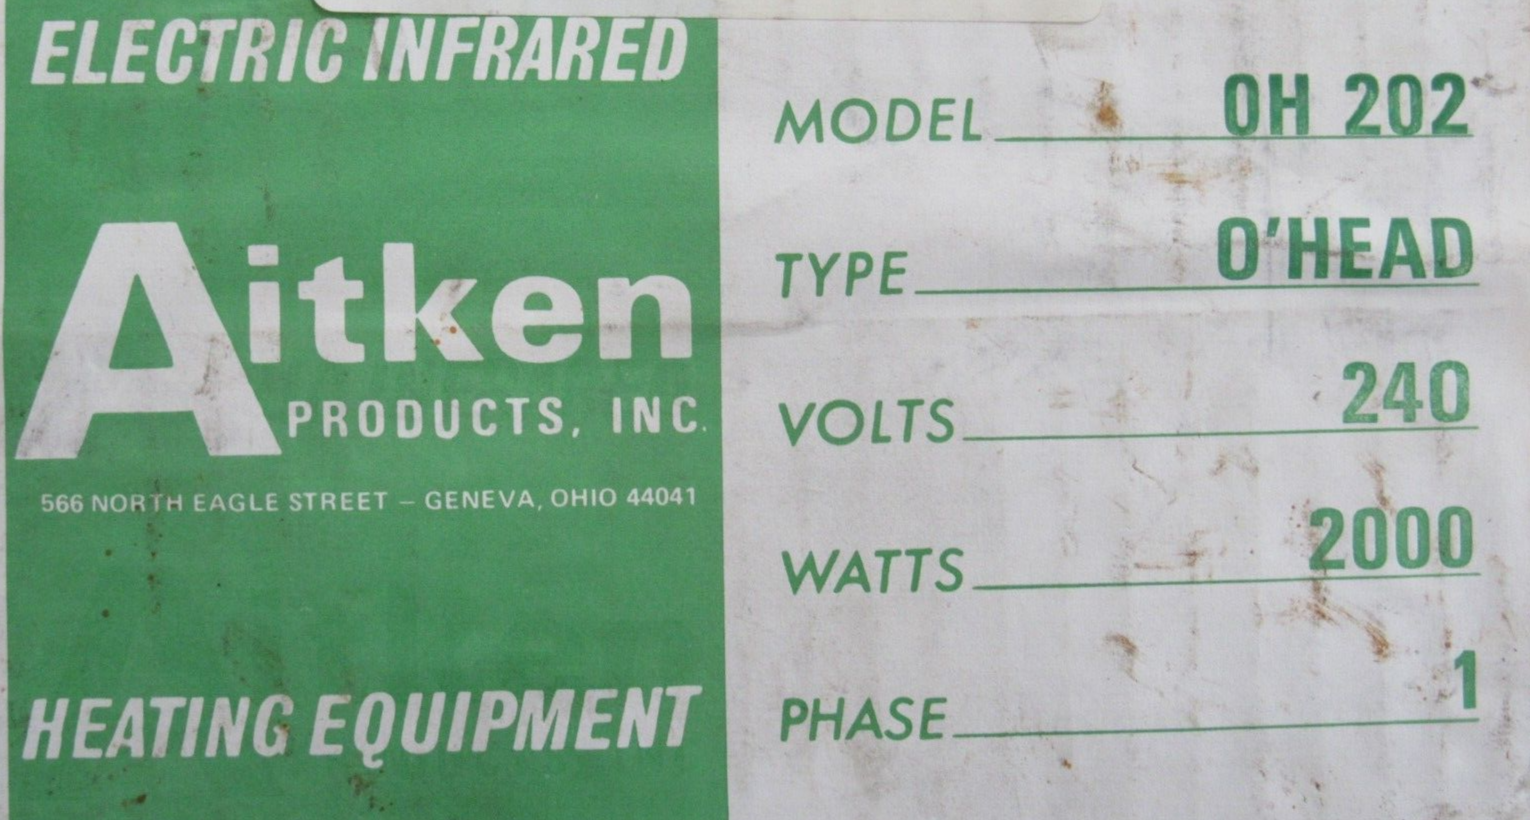 ELECTRIC INFRARED
Aitken
PRODUCTS, INC.
566 NORTH EAGLE STREET – GENEVA, OHIO 44041
HEATING EQUIPMENT
MODEL OH 202
TYPE O'HEAD
VOLTS 240
WATTS 2000
PHASE 1